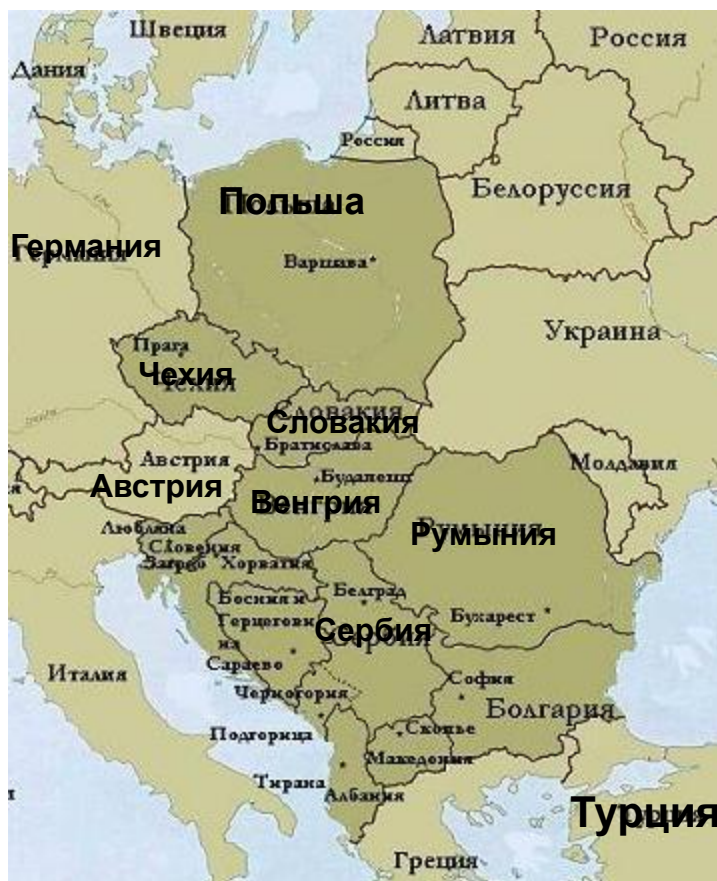 Швеция
Латвия
Россия
Дания
Литва
Россия
Белоруссия
Польша
Германия
Варшава
Украина
Прага
Чехия
Словакия
Братислава
Австрия
Молдавия
Будапешт
Австрия
Венгрия
Румыния
Любляна
Словения
Загреб Хорватия
Белград
Босния и
Герцегови
на
Бухарест
Сербия
Сараево
Италия
София
Черногория
Болгария
Подгорица
Скопье
Македония
Тирана
Албания
Турция
Греция